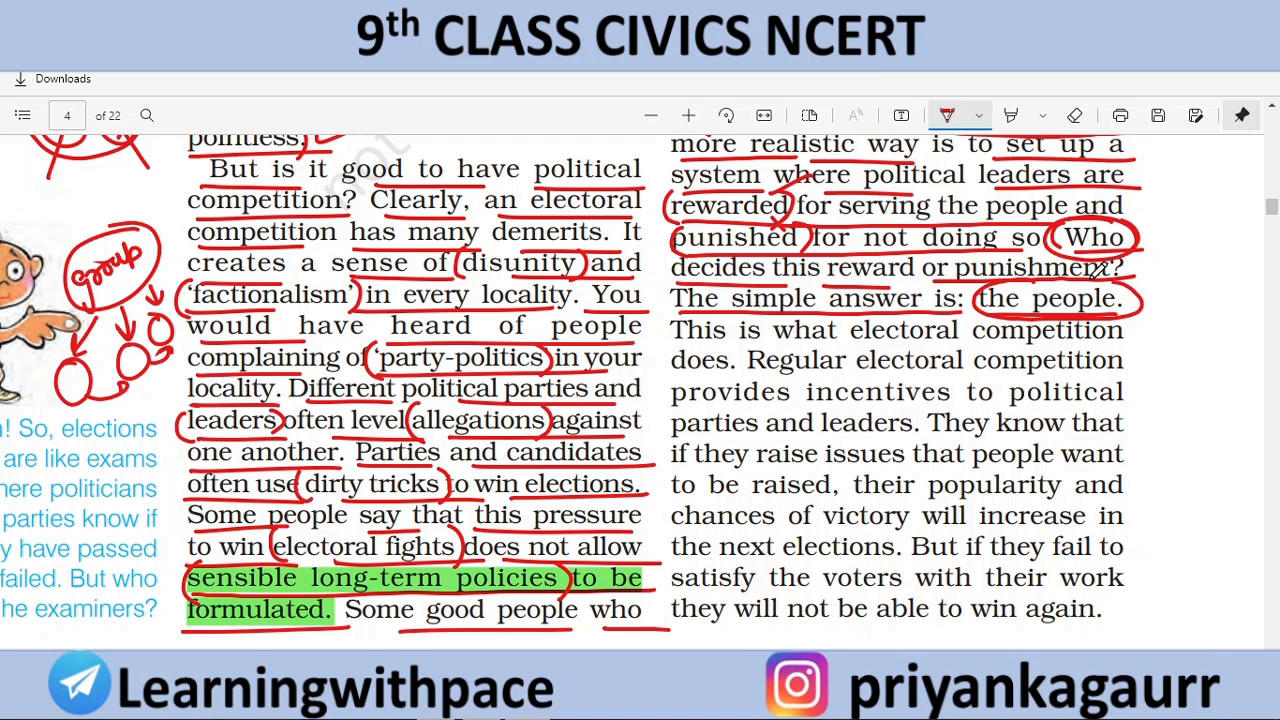 9th CLASS CIVICS NCERT
Downloads
4 of 22
pointless.
But is it good to have political
competition? Clearly, an electoral
competition has many demerits. It
creates a sense of disunity and
‘factionalism’ in every locality. You
would have heard of people
complaining of ‘party-politics’ in your
locality. Different political parties and
leaders often level allegations against
one another. Parties and candidates
often use dirty tricks to win elections.
Some people say that this pressure
to win electoral fights does not allow
sensible long-term policies to be
formulated. Some good people who
more realistic way is to set up a
system where political leaders are
rewarded for serving the people and
punished for not doing so. Who
decides this reward or punishment?
The simple answer is: the people.
This is what electoral competition
does. Regular electoral competition
provides incentives to political
parties and leaders. They know that
if they raise issues that people want
to be raised, their popularity and
chances of victory will increase in
the next elections. But if they fail to
satisfy the voters with their work
they will not be able to win again.
group
! So, elections
are like exams
here politicians
parties know if
y have passed
failed. But who
he examiners?
not
Learningwithpace
priyankagaurr